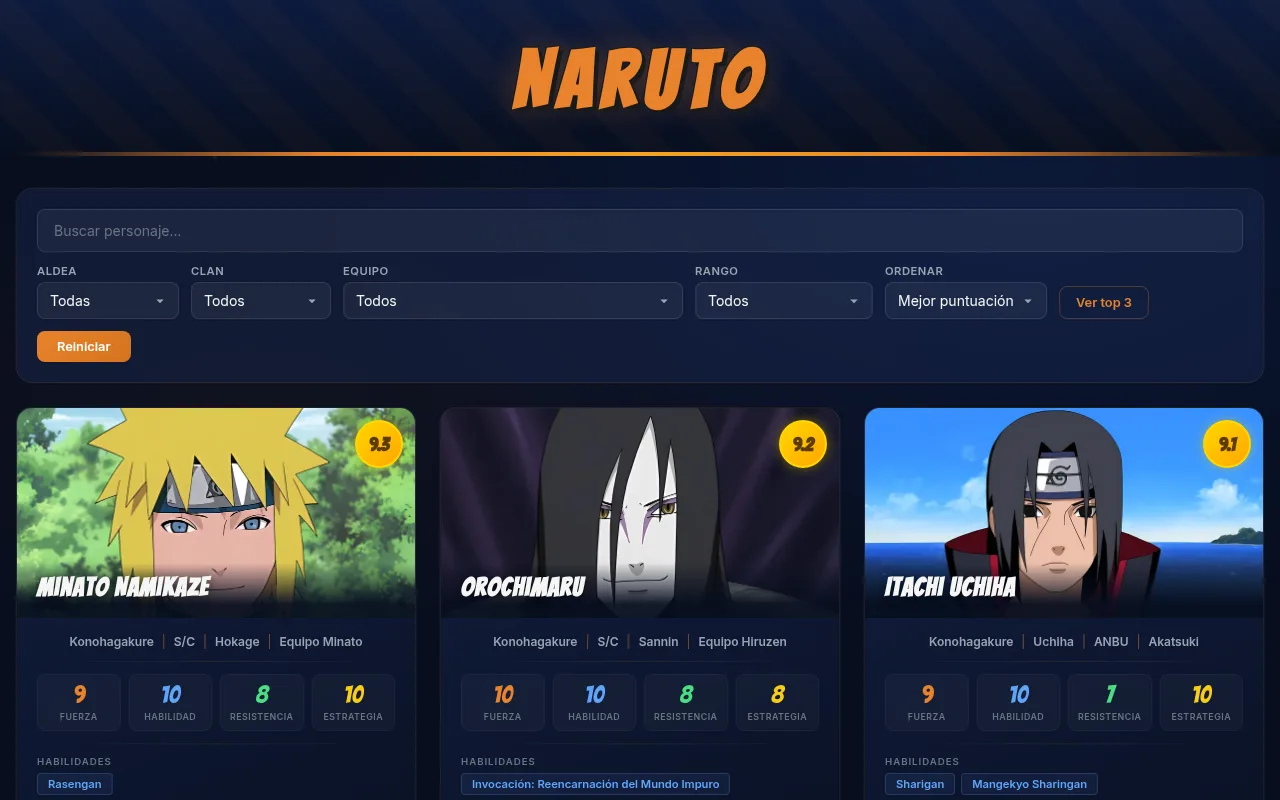 NARUTO
Buscar personaje...
ALDEA CLAN EQUIPO RANGO ORDENAR
Todas Todos Todos Todos Mejor puntuación Ver top 3
Reiniciar
9.3 9.2 9.1
MINATO NAMIKAZE OROCHIMARU ITACHI UCHIHA
Konohagakure | S/C | Hokage | Equipo Minato Konohagakure | S/C | Sannin | Equipo Hiruzen Konohagakure | Uchiha | ANBU | Akatsuki
9 10 8 10 10 10 8 8 9 10 7 10
FUERZA HABILIDAD RESISTENCIA ESTRATEGIA FUERZA HABILIDAD RESISTENCIA ESTRATEGIA FUERZA HABILIDAD RESISTENCIA ESTRATEGIA
HABILIDADES HABILIDADES HABILIDADES
Rasengan Invocación: Reencarnación del Mundo Impuro Sharigan Mangekyo Sharingan